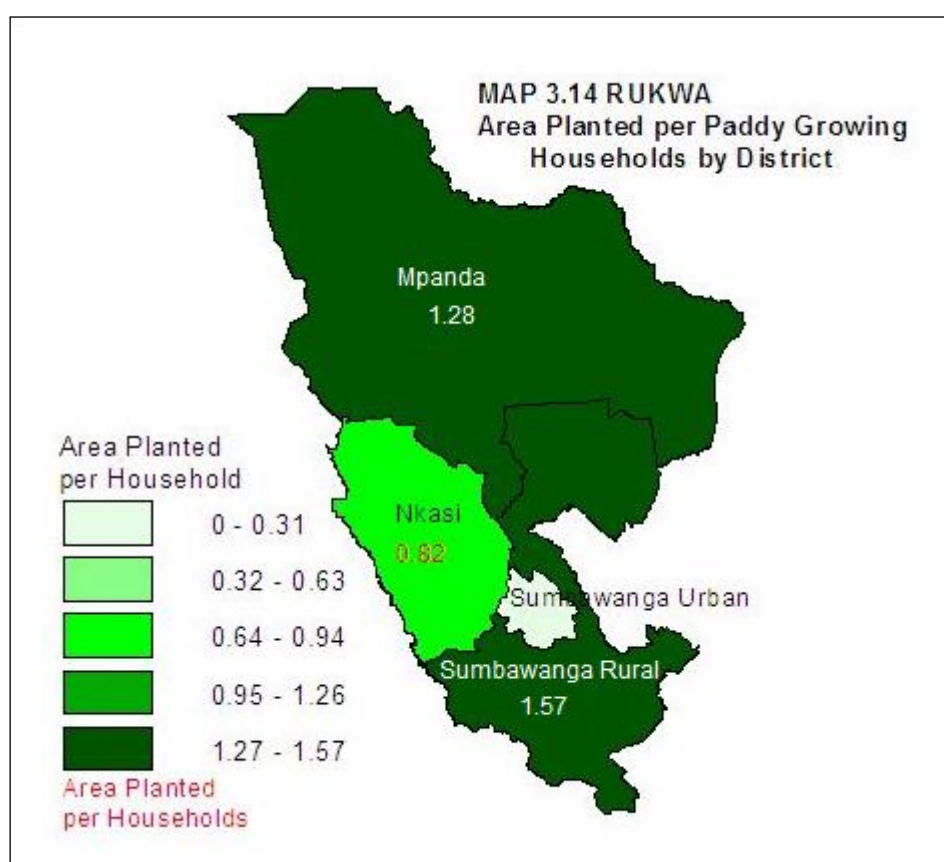 MAP 3.14 RUKWA
Area Planted per Paddy Growing
Households by District
Mpanda
1.28
Area Planted
per Household
0 - 0.31
0.32 - 0.63
0.64 - 0.94
0.95 - 1.26
1.27 - 1.57
Area Planted
per Households
Nkasi
0.82
Sumbawanga Urban
Sumbawanga Rural
1.57